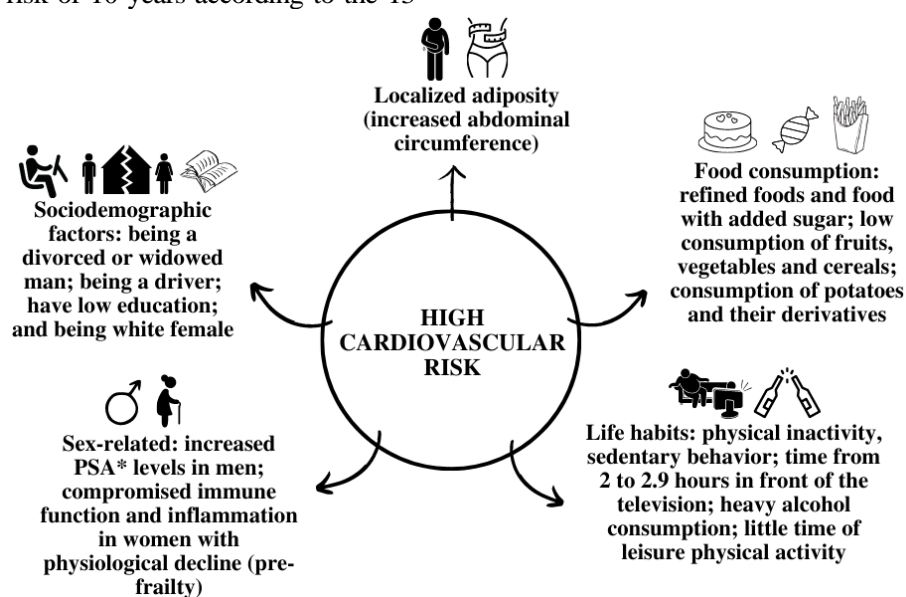 risk of 10 years according to the 13
Localized adiposity
(increased abdominal
circumference)
Food consumption:
refined foods and food
with added sugar; low
consumption of fruits,
vegetables and cereals;
consumption of potatoes
and their derivatives
Sociodemographic
factors: being a
divorced or widowed
man; being a driver;
have low education;
and being white female
HIGH
CARDIOVASCULAR
RISK
Life habits: physical inactivity,
sedentary behavior; time from
2 to 2.9 hours in front of the
television; heavy alcohol
consumption; little time of
leisure physical activity
Sex-related: increased
PSA* levels in men;
compromised immune
function and inflammation
in women with
physiological decline (pre-
frailty)